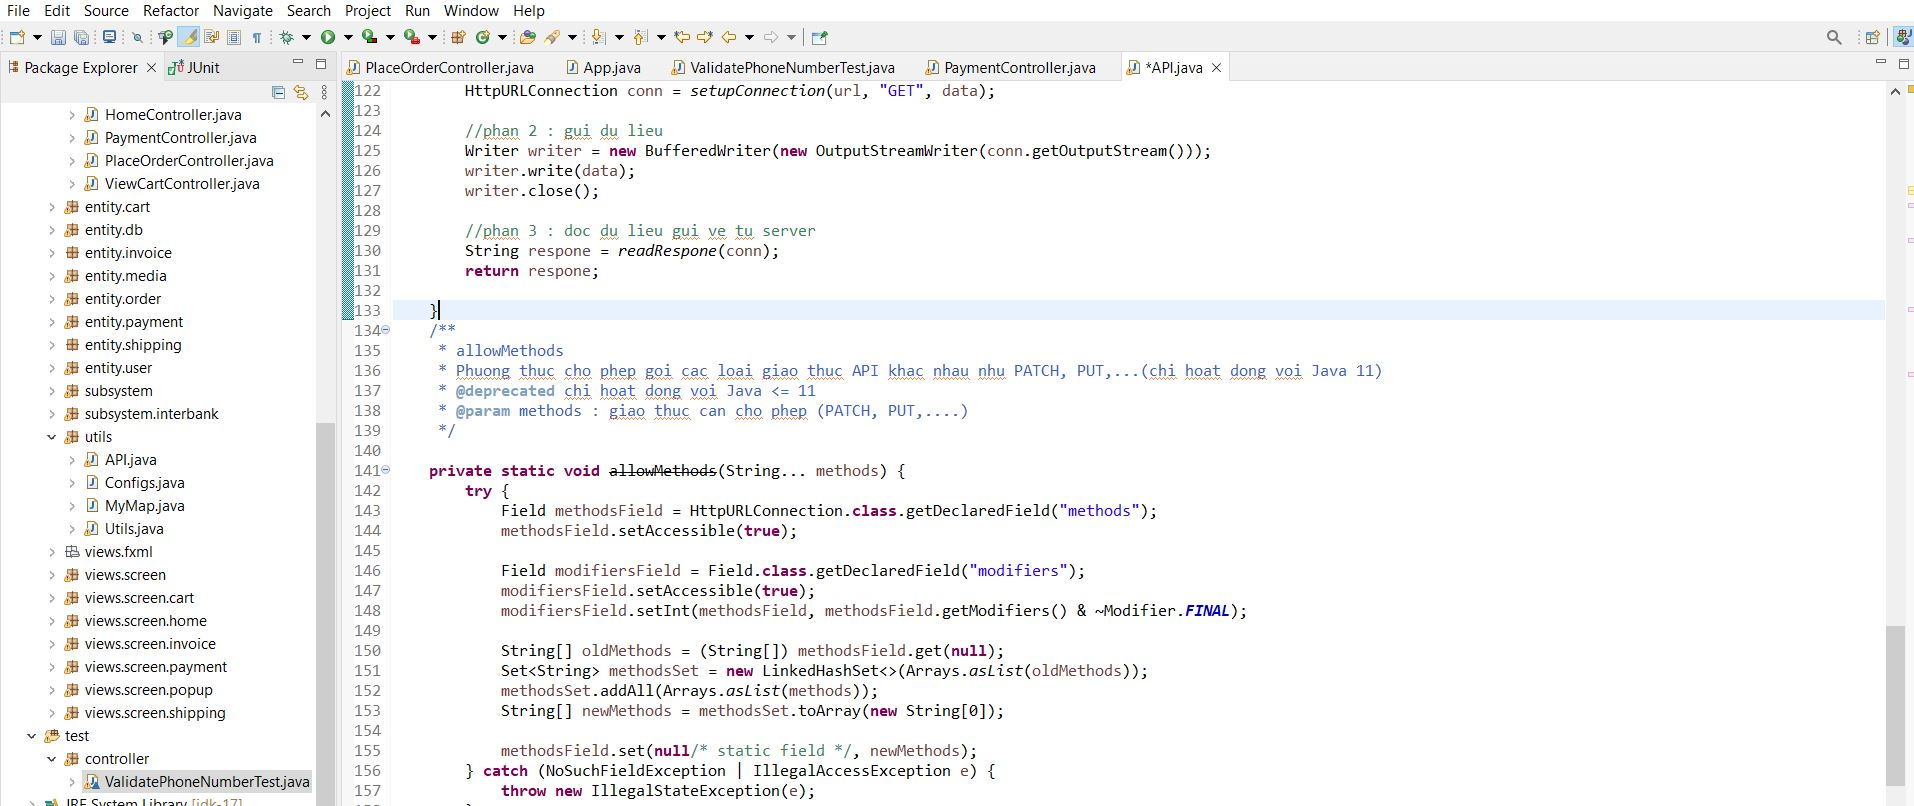 File Edit Source Refactor Navigate Search Project Run Window Help
Package Explorer
JUnit
PlaceOrderController.java
App.java
ValidatePhoneNumberTest.java
PaymentController.java
*API.java
HomeController.java
PaymentController.java
PlaceOrderController.java
ViewCartController.java
entity.cart
entity.db
entity.invoice
entity.media
entity.order
entity.payment
entity.shipping
entity.user
subsystem
subsystem.interbank
utils
API.java
Configs.java
MyMap.java
Utils.java
views.fxml
views.screen
views.screen.cart
views.screen.home
views.screen.invoice
views.screen.payment
views.screen.popup
views.screen.shipping
test
controller
ValidatePhoneNumberTest.java
JRE System Library [jdk-17]
122 HttpURLConnection conn = setupConnection(url, "GET", data);
123
124 //phan 2 : gui du lieu
125 Writer writer = new BufferedWriter(new OutputStreamWriter(conn.getOutputStream()));
126 writer.write(data);
127 writer.close();
128
129 //phan 3 : doc du lieu gui ve tu server
130 String respone = readRespone(conn);
131 return respone;
132
133 }
134 /**
135 * allowMethods
136 * Phuong thuc cho phep goi cac loai giao thuc API khac nhau nhu PATCH, PUT,...(chi hoat dong voi Java 11)
137 * @deprecated chi hoat dong voi Java <= 11
138 * @param methods : giao thuc can cho phep (PATCH, PUT,....)
139 */
140
141 private static void allowMethods(String... methods) {
142 try {
143 Field methodsField = HttpURLConnection.class.getDeclaredField("methods");
144 methodsField.setAccessible(true);
145
146 Field modifiersField = Field.class.getDeclaredField("modifiers");
147 modifiersField.setAccessible(true);
148 modifiersField.setInt(methodsField, methodsField.getModifiers() & ~Modifier.FINAL);
149
150 String[] oldMethods = (String[]) methodsField.get(null);
151 Set<String> methodsSet = new LinkedHashSet<>(Arrays.asList(oldMethods));
152 methodsSet.addAll(Arrays.asList(methods));
153 String[] newMethods = methodsSet.toArray(new String[0]);
154
155 methodsField.set(null/* static field */, newMethods);
156 } catch (NoSuchFieldException | IllegalAccessException e) {
157 throw new IllegalStateException(e);